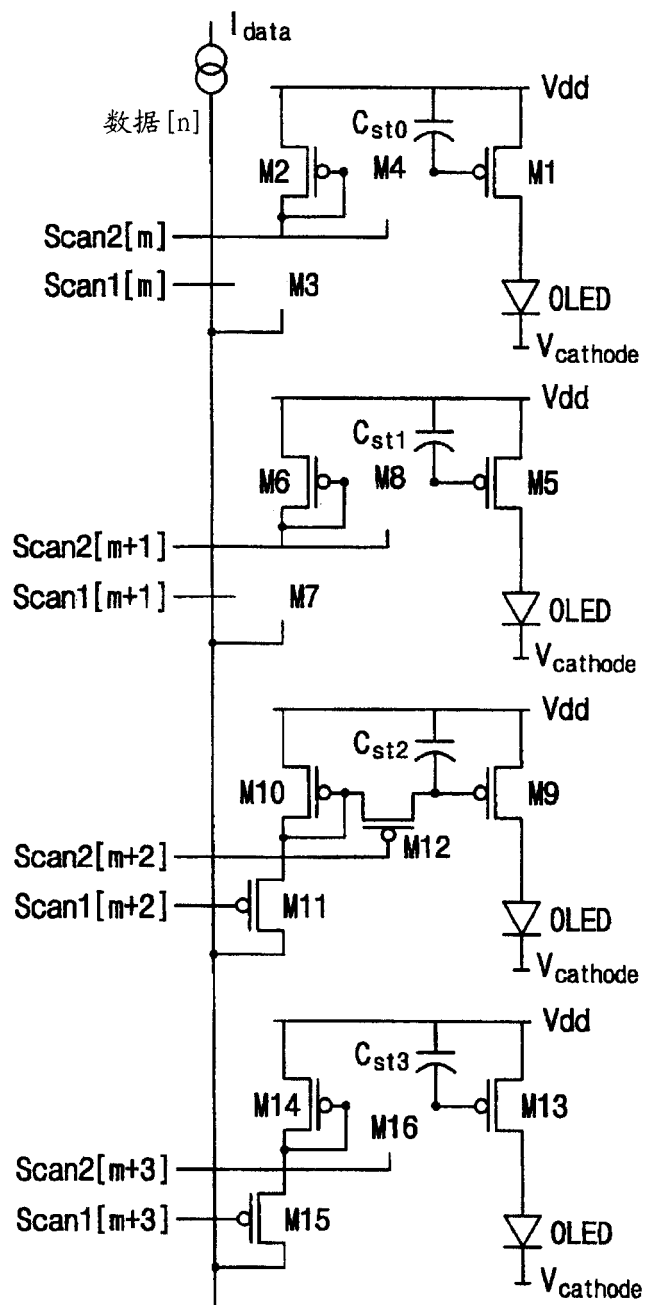 Idata
数据[n]
Vdd
Cst0
M2
M4
M1
Scan2[m]
Scan1[m]
M3
OLED
Vcathode
Vdd
Cst1
M6
M8
M5
Scan2[m+1]
Scan1[m+1]
M7
OLED
Vcathode
Vdd
Cst2
M10
M9
M12
Scan2[m+2]
Scan1[m+2]
M11
OLED
Vcathode
Vdd
Cst3
M14
M16
M13
Scan2[m+3]
Scan1[m+3]
M15
OLED
Vcathode